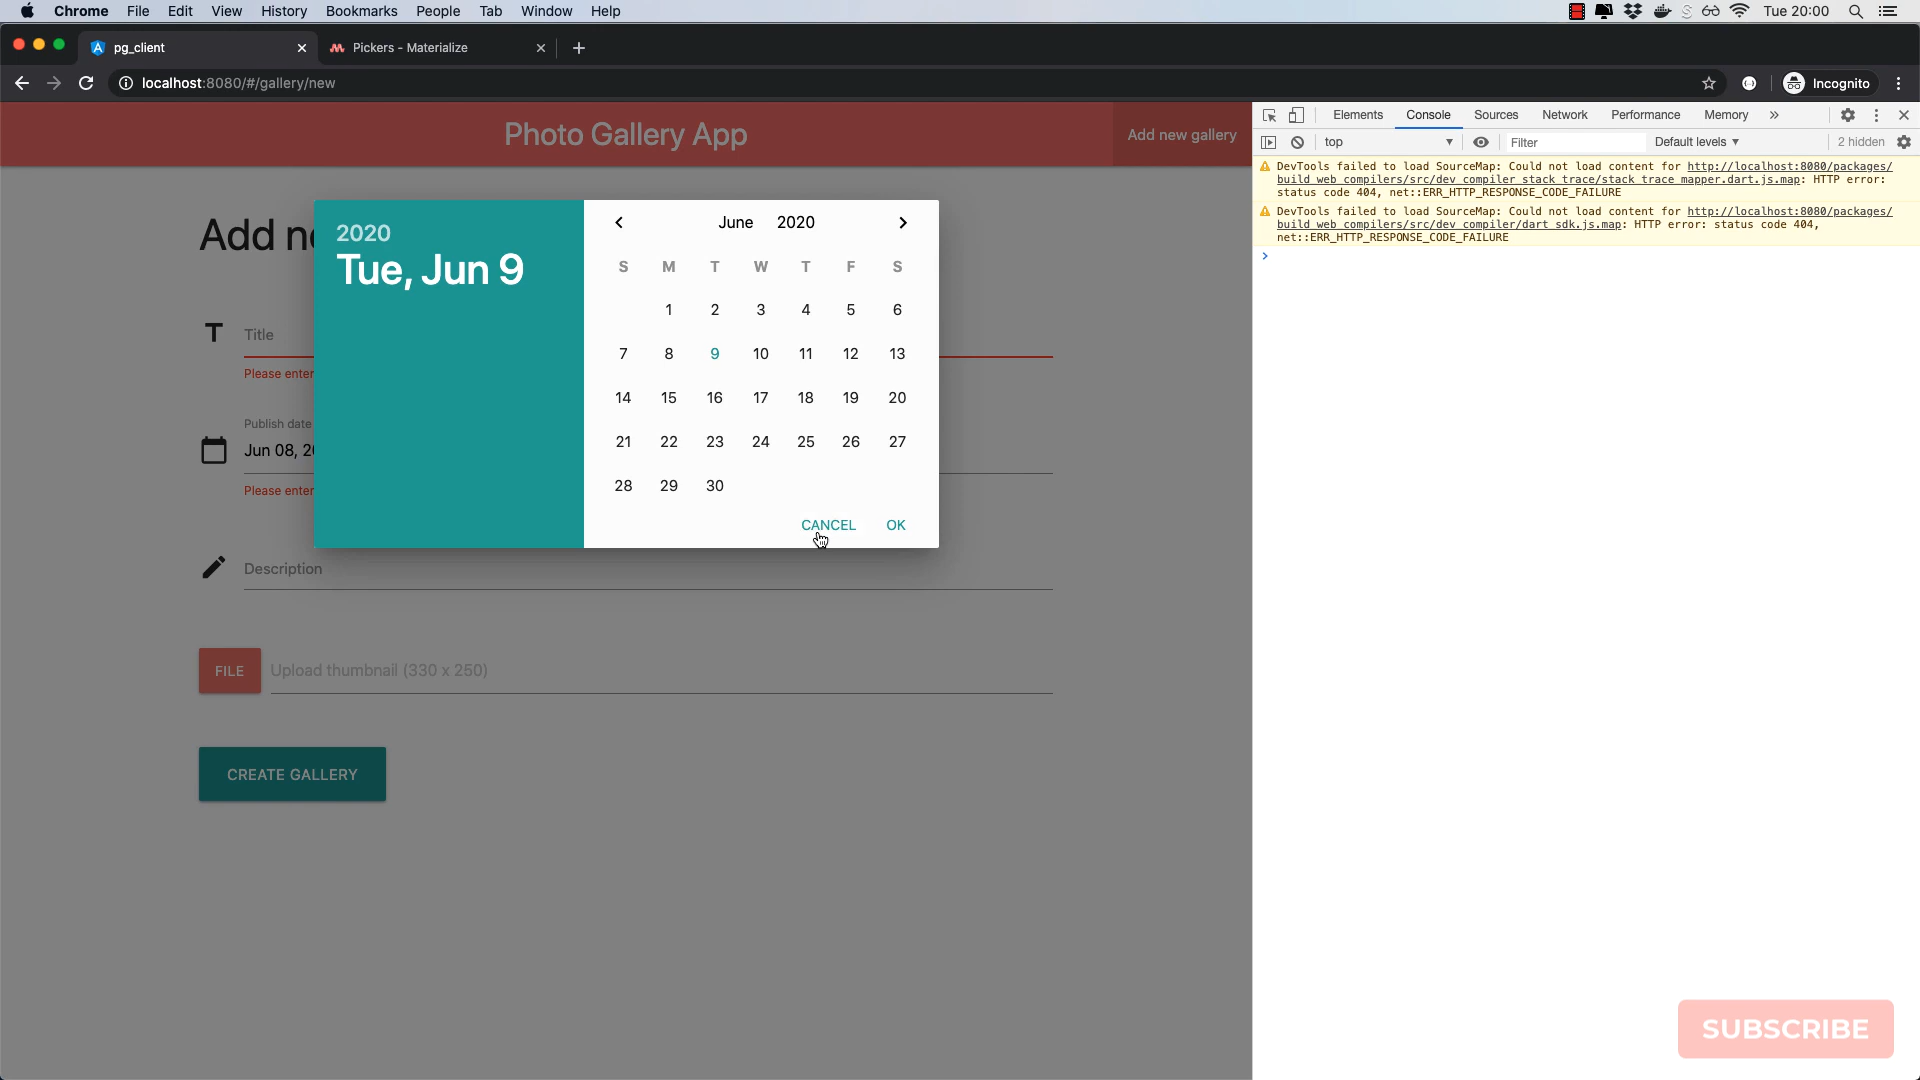 Chrome File Edit View History Bookmarks People Tab Window Help Tue 20:00
pg_client Pickers - Materialize
localhost:8080/#/gallery/new Incognito
Photo Gallery App Add new gallery
Elements Console Sources Network Performance Memory
top Filter Default levels ▼ 2 hidden
DevTools failed to load SourceMap: Could not load content for http://localhost:8080/packages/
build_web_compilers/src/dev_compiler_stack_trace/stack_trace_mapper.dart.js.map: HTTP error:
status code 404, net::ERR_HTTP_RESPONSE_CODE_FAILURE
DevTools failed to load SourceMap: Could not load content for http://localhost:8080/packages/
build_web_compilers/src/dev_compiler/dart_sdk.js.map: HTTP error: status code 404,
net::ERR_HTTP_RESPONSE_CODE_FAILURE
Add
Title
Please enter
Publish date
Jun 08,
Please enter
2020
Tue, Jun 9
June 2020
S M T W T F S
1 2 3 4 5 6
7 8 9 10 11 12 13
14 15 16 17 18 19 20
21 22 23 24 25 26 27
28 29 30
CANCEL OK
Description
FILE Upload thumbnail (330 x 250)
CREATE GALLERY
SUBSCRIBE